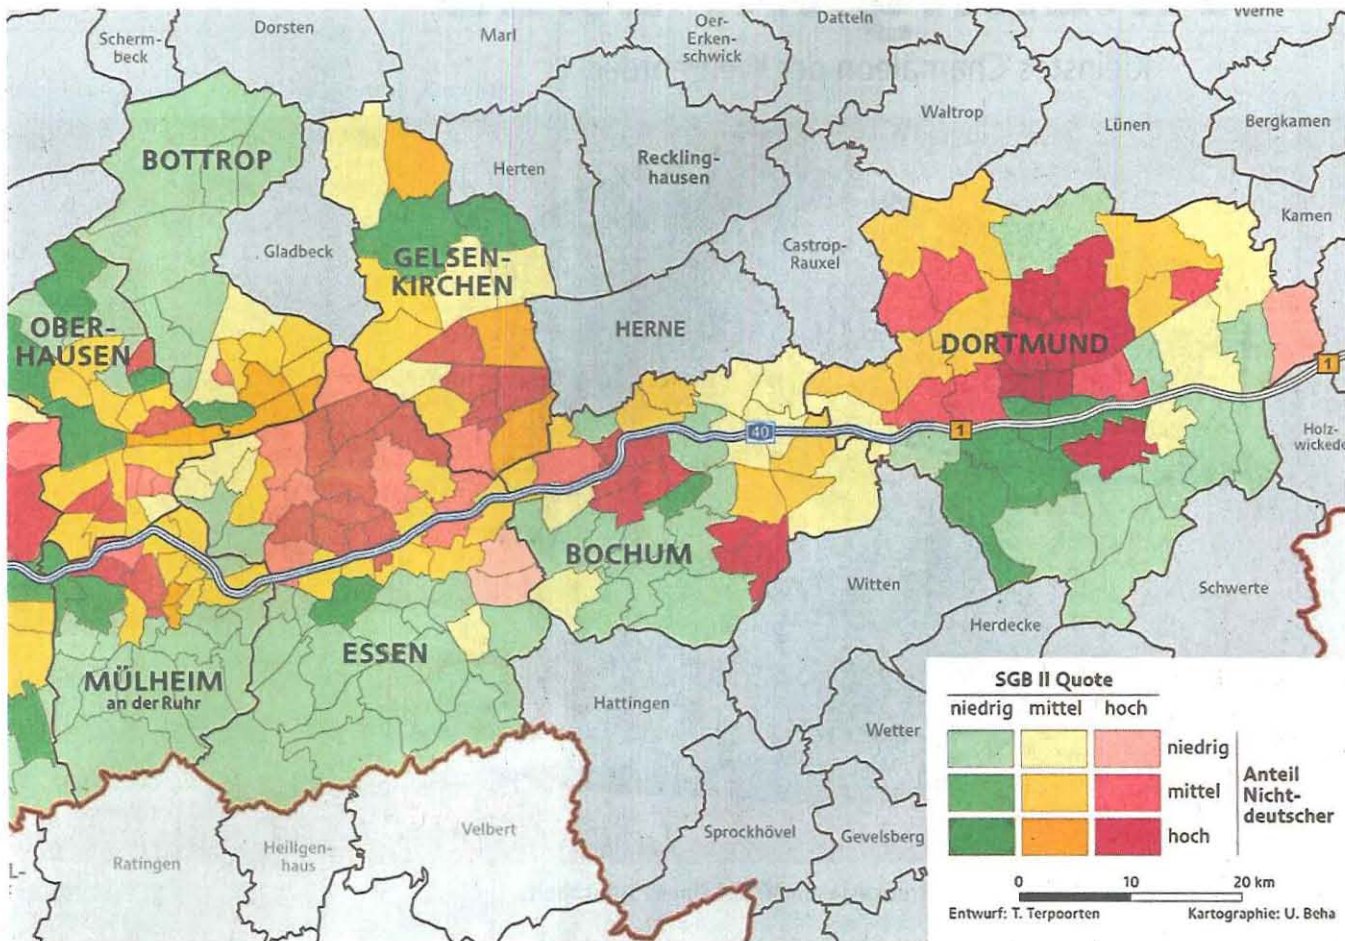 Scherm-
beck
Dorsten
Marl
Oer-
Erken-
schwick
Datteln
Werne
BOTTROP
Herten
Reckling-
hausen
Waltrop
Lünen
Bergkamen
Gladbeck
GELSEN-
KIRCHEN
Castrop-
Rauxel
Kamen
OBER-
HAUSEN
HERNE
DORTMUND
1
40
1
Holz-
wickede
BOCHUM
Witten
Schwerte
ESSEN
Herdecke
MÜLHEIM
an der Ruhr
Hattingen
Wetter
Velbert
Sprockhövel
Gevelsberg
Ratingen
Heiligen-
haus
SGB II Quote
niedrig mittel hoch
niedrig
mittel
hoch
Anteil
Nicht-
deutscher
0 10 20 km
Entwurf: T. Terpoorten Kartographie: U. Beha